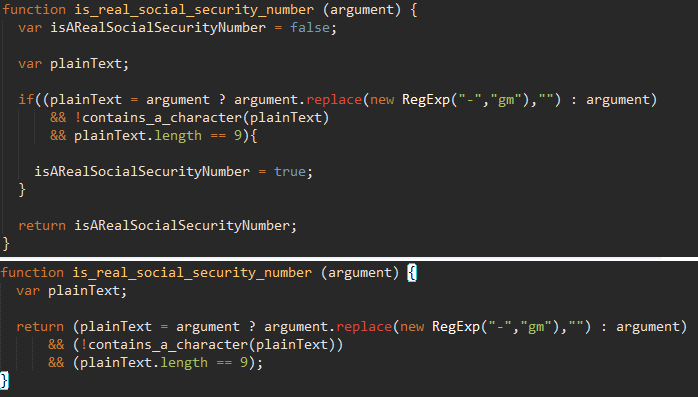 function is_real_social_security_number (argument) {
  var isARealSocialSecurityNumber = false;
  var plainText;
  if((plainText = argument ? argument.replace(new RegExp("-","gm"),"") : argument)
      && !contains_a_character(plainText)
      && plainText.length == 9){
    isARealSocialSecurityNumber = true;
  }
  return isARealSocialSecurityNumber;
}
function is_real_social_security_number (argument) {
  var plainText;
  return (plainText = argument ? argument.replace(new RegExp("-","gm"),"") : argument)
      && (!contains_a_character(plainText))
      && (plainText.length == 9);
}